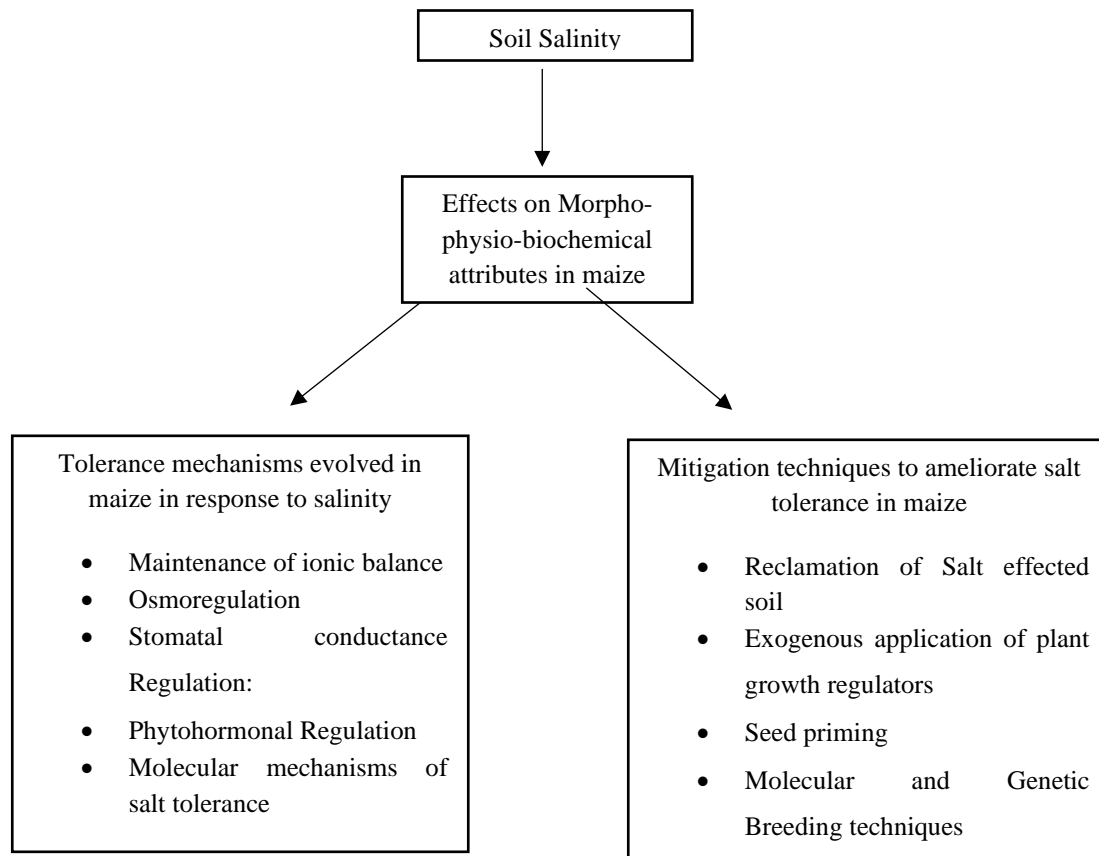 Soil Salinity
Effects on Morpho-
physio-biochemical
attributes in maize
Tolerance mechanisms evolved in
maize in response to salinity
• Maintenance of ionic balance
• Osmoregulation
• Stomatal conductance
Regulation:
• Phytohormonal Regulation
• Molecular mechanisms of
salt tolerance
Mitigation techniques to ameliorate salt
tolerance in maize
• Reclamation of Salt effected
soil
• Exogenous application of plant
growth regulators
• Seed priming
• Molecular and Genetic
Breeding techniques